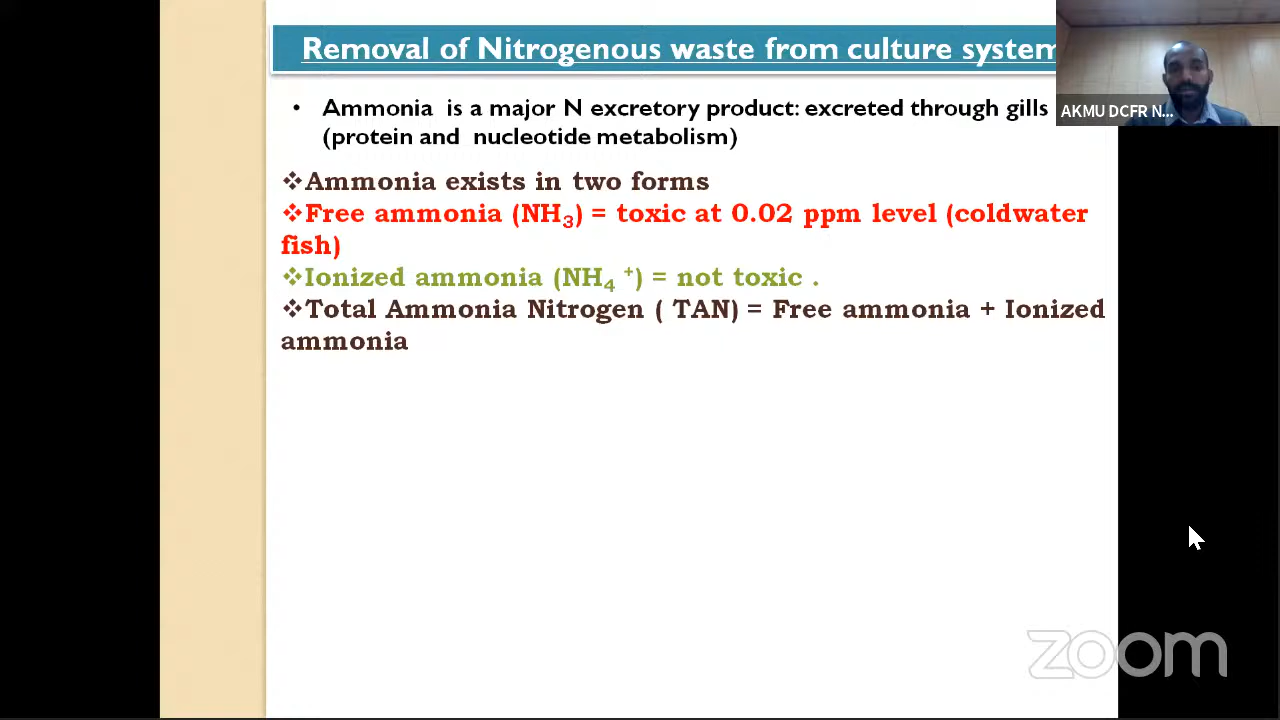 Removal of Nitrogenous waste from culture system
AKMU DCFR N...
• Ammonia is a major N excretory product: excreted through gills
(protein and nucleotide metabolism)
❖Ammonia exists in two forms
❖Free ammonia (NH₃) = toxic at 0.02 ppm level (coldwater
fish)
❖Ionized ammonia (NH₄ ⁺) = not toxic .
❖Total Ammonia Nitrogen ( TAN) = Free ammonia + Ionized
ammonia
zoom